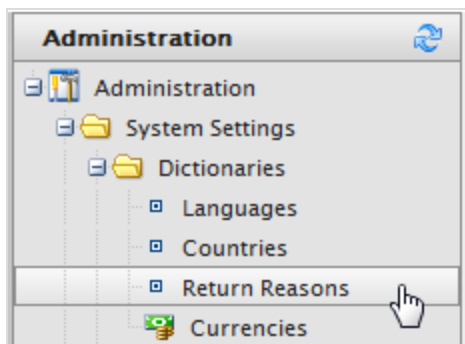 Administration
Administration
System Settings
Dictionaries
Languages
Countries
Return Reasons
Currencies